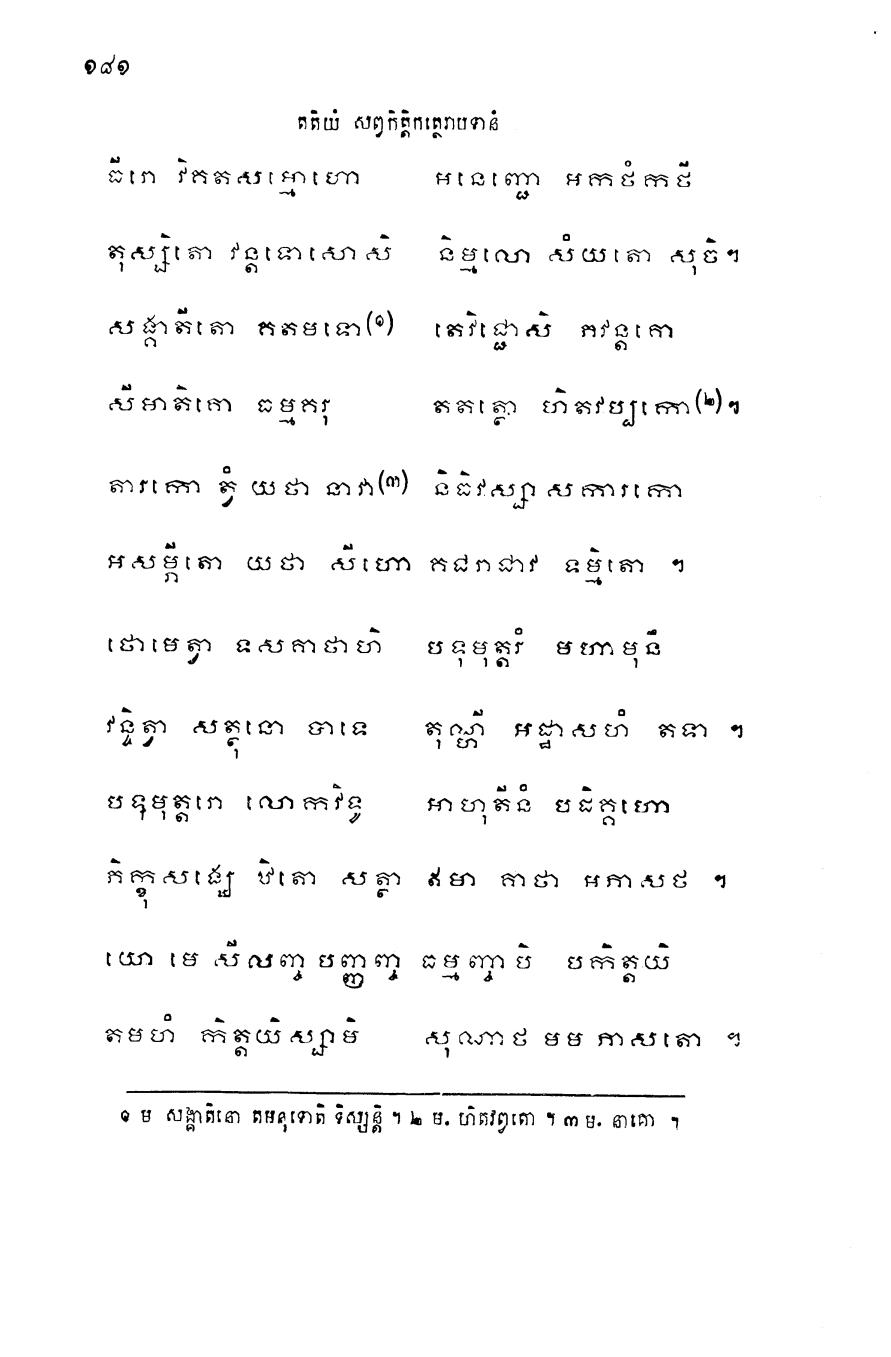 ១៨១
តតិយំ សព្វកិត្តិកត្ថេរាបទានំ
ធីរោ វិគតសម្មោហោ អនេញ្ជោ អកថំកថី
តុស្សិតោ វន្តទោសោសិ និម្មលោ សំយតោ សុចិ។
សង្គាតីតោ គតមទោ(១) តេវិជ្ជោសិ ភវន្តគោ
សីមាតិគោ ធម្មគរុ គតត្ថោ ហិតវប្បកោ(២)។
តារកោ ត្វំ យថា នាវា(៣) និធិវស្សាសការកោ
អសម្ភីតោ យថា សីហោ គជរាជាវ ទម្មិតោ ។
ថោមេត្វា ទសគាថាហិ បទុមុត្តរំ មហាមុនឹ
វន្ទិត្វា សត្ថុនោ បាទេ តុណ្ហី អដ្ឋាសហំ តទា ។
បទុមុត្តរោ លោកវិទូ អាហុតីនំ បដិគ្គហោ
ភិក្ខុសង្ឃេ ឋិតោ សត្ថា ឥមា គាថា អភាសថ ។
យោ មេ សីលញ្ច បញ្ញញ្ច ធម្មញ្ចាបិ បកិត្តយិ
តមហំ កិត្តយិស្សាមិ សុណាថ មម ភាសតោ ។
១ ម សង្គាតិនោ តមនុទោតិ ទិស្សន្តិ ។ ២ ម. ហិតវព្វតោ ។ ៣ ម. នាគោ ។